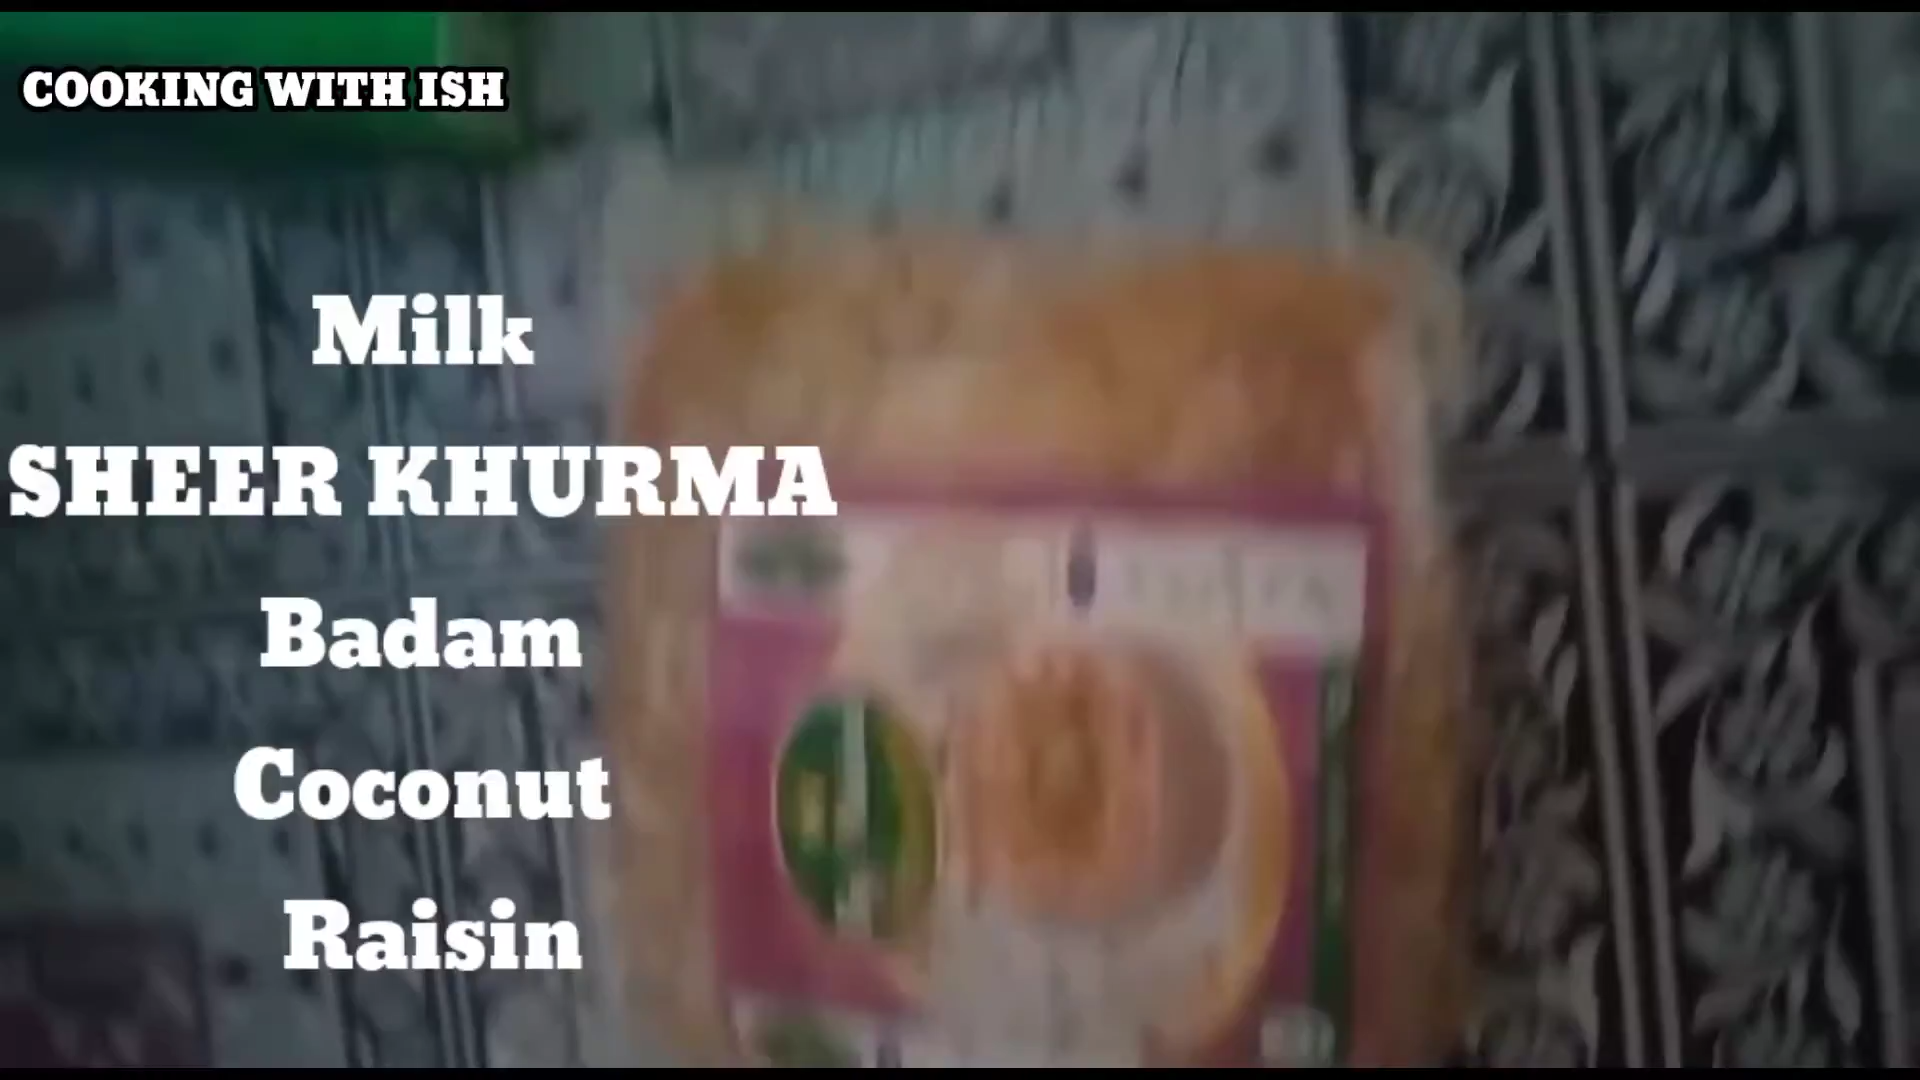 COOKING WITH ISH
Milk
SHEER KHURMA
Badam
Coconut
Raisin